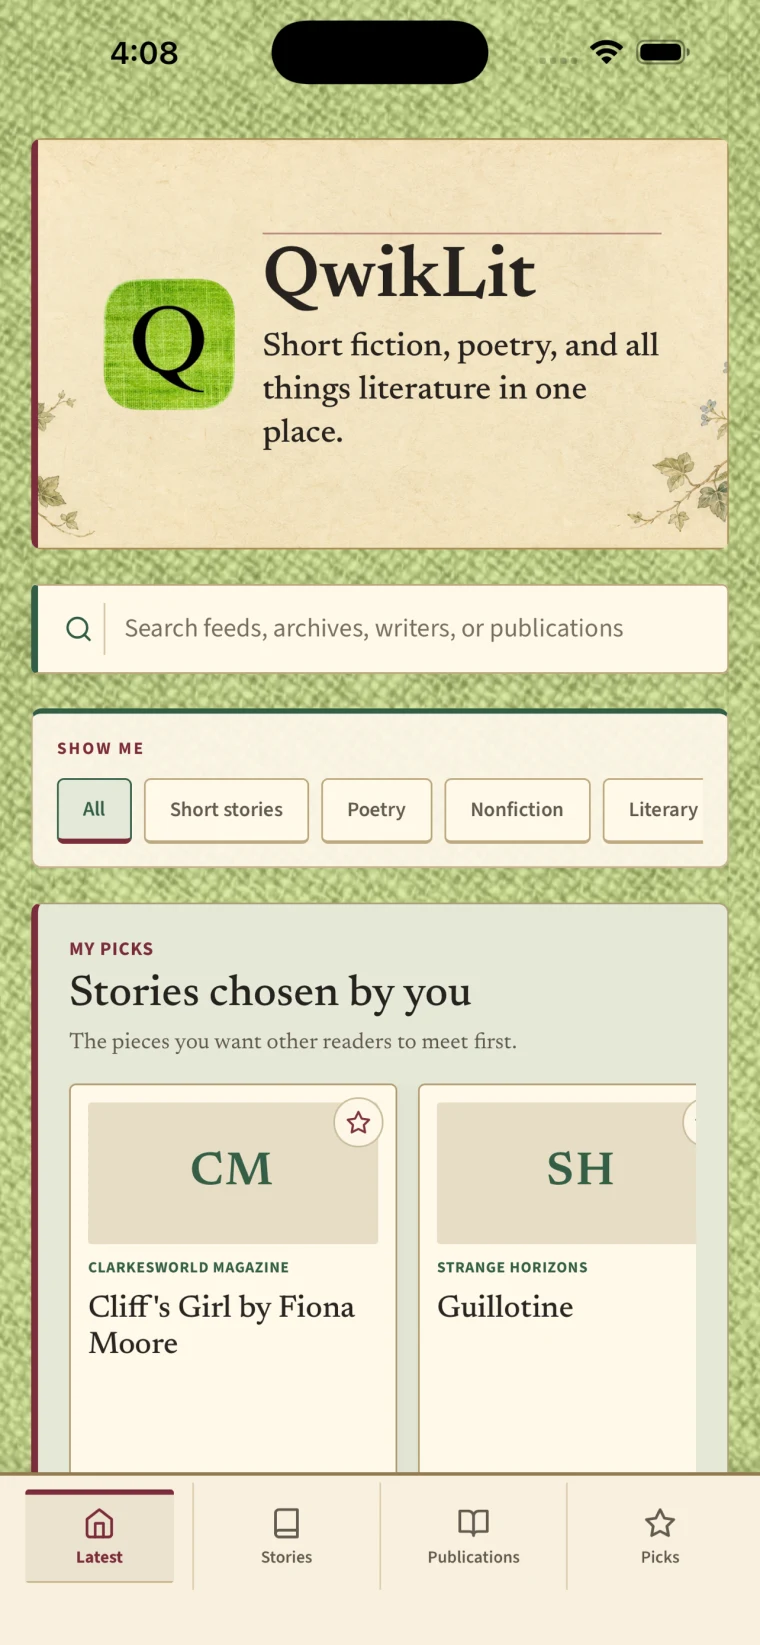 4:08
Q
QwikLit
Short fiction, poetry, and all
things literature in one
place.
Search feeds, archives, writers, or publications
SHOW ME
All
Short stories
Poetry
Nonfiction
Literary
MY PICKS
Stories chosen by you
The pieces you want other readers to meet first.
CM
SH
CLARKESWORLD MAGAZINE
Cliff's Girl by Fiona
Moore
STRANGE HORIZONS
Guillotine
Latest
Stories
Publications
Picks